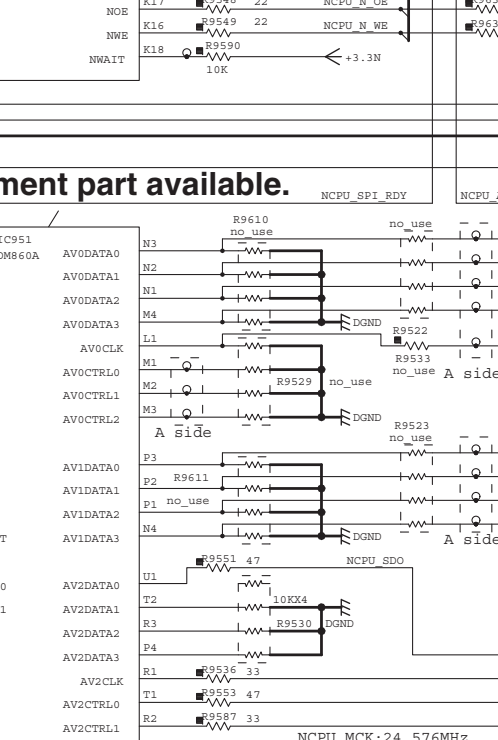 K17 22 NCPU_N_OE
NOE
K16 R9549 22 NCPU_N_WE
NWE
K18 R9590
NWAIT 10K +3.3N
ment part available.
NCPU_SPI_RDY
R9610
no_use no_use
IC951
DM860A
AV0DATA0 N3
AV0DATA1 N2
AV0DATA2 N1
AV0DATA3 M4 DGND
AV0CLK L1 R9522
R9533
no_use A side
AV0CTRL0 M1
R9529 no_use
AV0CTRL1 M2
AV0CTRL2 M3 DGND
A side
R9523
no_use
AV1DATA0 P3
AV1DATA1 P2 R9611
AV1DATA2 P1 no_use
AV1DATA3 N4 DGND A side
R9551 47 NCPU_SDO
AV2DATA0 U1
AV2DATA1 T2 10KX4
AV2DATA2 R3 R9530 DGND
AV2DATA3 P4
AV2CLK R1 R9536 33
AV2CTRL0 T1 R9553 47
AV2CTRL1 R2 R9587 33
NCPU_MCK:24.576MHz